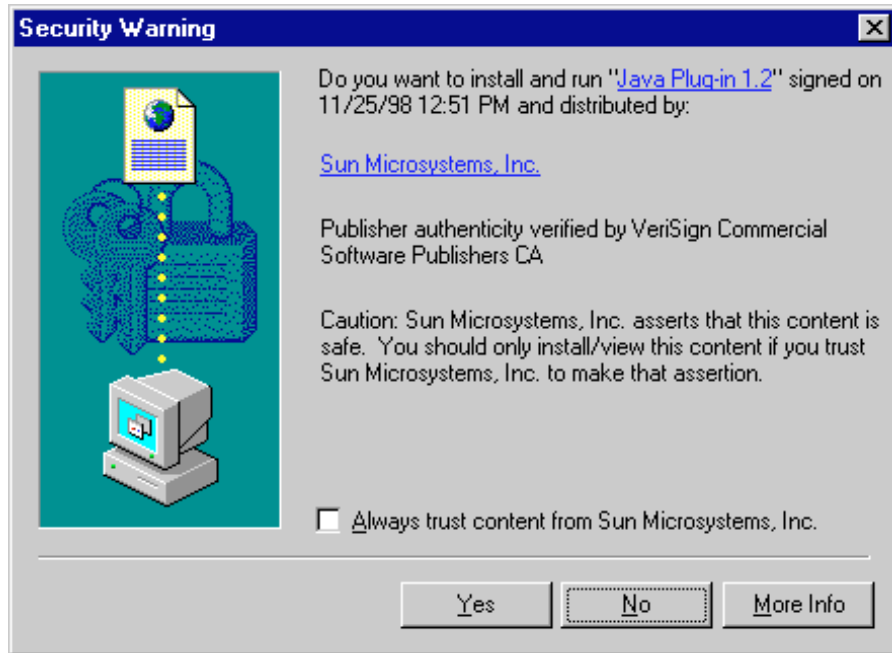 Security Warning
Do you want to install and run "Java Plug-in 1.2" signed on
11/25/98 12:51 PM and distributed by:
Sun Microsystems, Inc.
Publisher authenticity verified by VeriSign Commercial
Software Publishers CA
Caution: Sun Microsystems, Inc. asserts that this content is
safe.  You should only install/view this content if you trust
Sun Microsystems, Inc. to make that assertion.
Always trust content from Sun Microsystems, Inc.
Yes
No
More Info